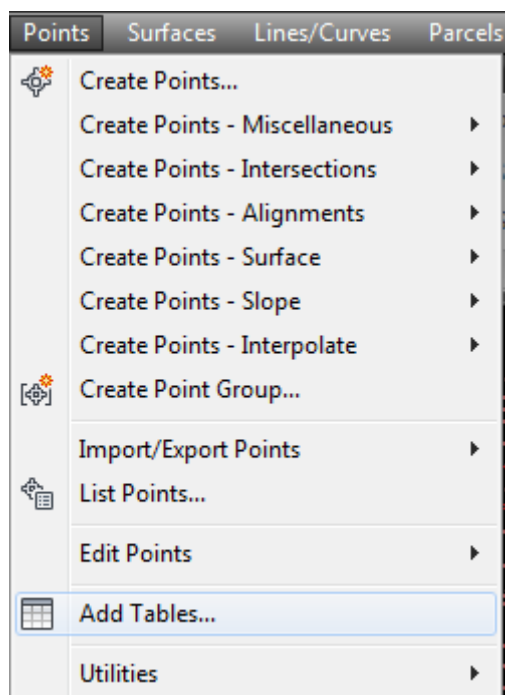 Points Surfaces Lines/Curves Parcels
Create Points...
Create Points - Miscellaneous
Create Points - Intersections
Create Points - Alignments
Create Points - Surface
Create Points - Slope
Create Points - Interpolate
Create Point Group...
Import/Export Points
List Points...
Edit Points
Add Tables...
Utilities